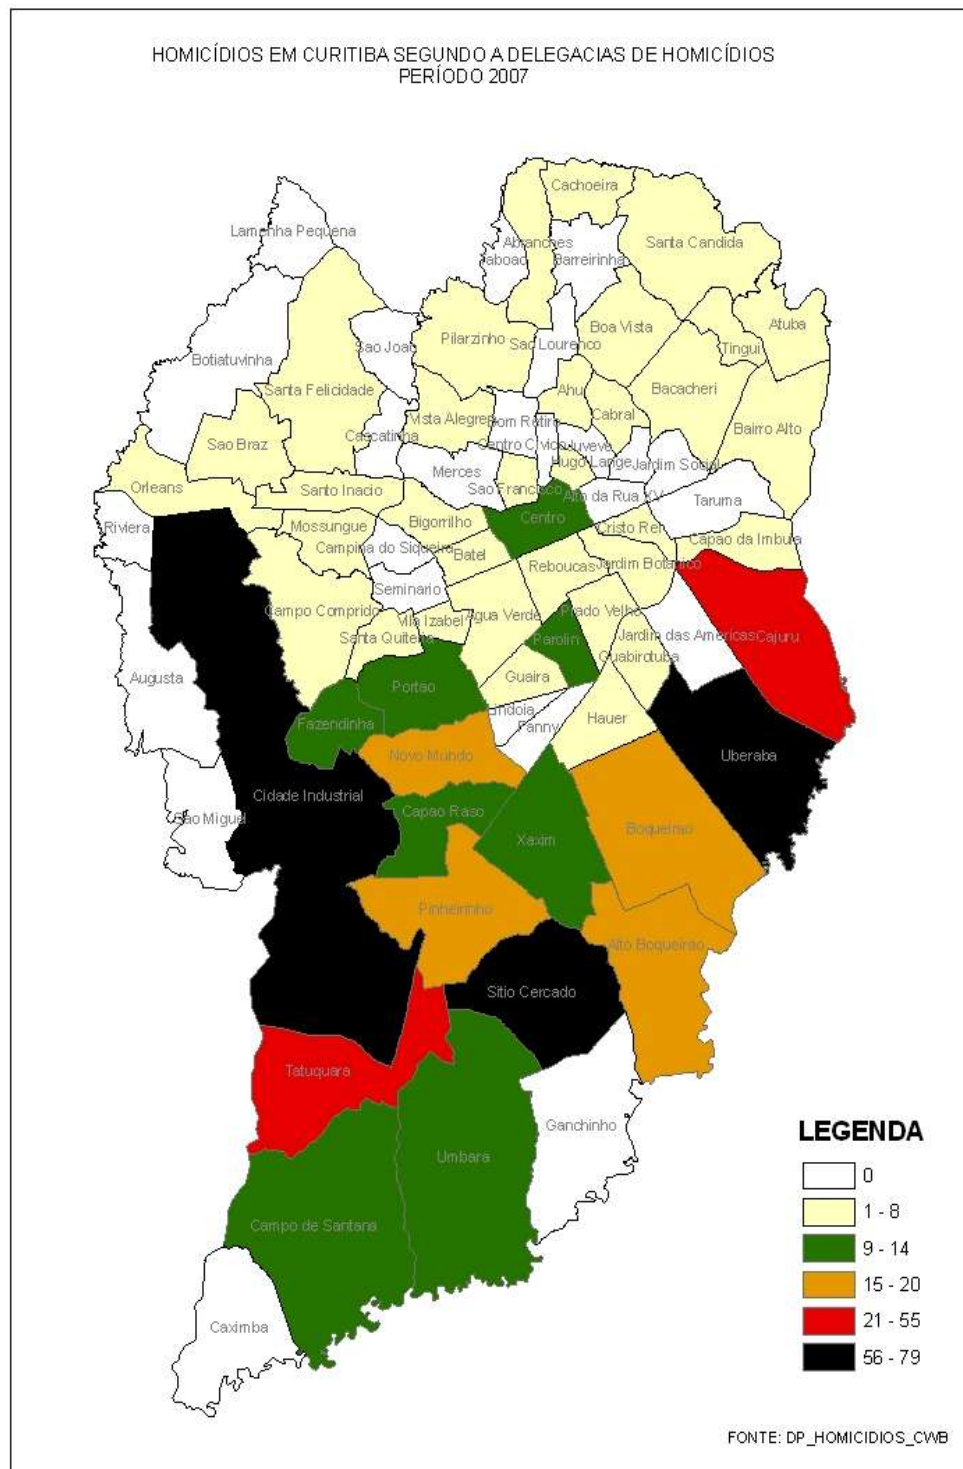 HOMICÍDIOS EM CURITIBA SEGUNDO A DELEGACIAS DE HOMICÍDIOS
PERÍODO 2007
Cachoeira
Lamenha Pequena
Abranches
Santa Candida
Taboao
Barreirinha
Atuba
Boa Vista
Pilarzinho
Sao Lourenco
Sao Joao
Tingui
Botiatuvinha
Santa Felicidade
Ahu
Bacacheri
Cabral
Vista Alegre
Bom Retiro
Bairro Alto
Sao Braz
Cascatinha
Centro Civico
Juveve
Hugo Lange
Jardim Social
Merces
Orleans
Santo Inacio
Sao Francisco
Alto da Rua XV
Taruma
Riviera
Mossungue
Bigorrilho
Centro
Cristo Rei
Capao da Imbuia
Campina do Siqueira
Batel
Reboucas
Jardim Botanico
Seminario
Campo Comprido
Vila Izabel
Agua Verde
Prado Velho
Santa Quiteria
Parolin
Jardim das Americas
Cajuru
Guabirotuba
Augusta
Portao
Guaira
Fazendinha
Lindoia
Fanny
Hauer
Novo Mundo
Uberaba
Cidade Industrial
Sao Miguel
Capao Raso
Xaxim
Boqueirao
Pinheirinho
Alto Boqueirao
Sitio Cercado
Tatuquara
Ganchinho
Umbara
Campo de Santana
Caximba
LEGENDA
0
1 - 8
9 - 14
15 - 20
21 - 55
56 - 79
FONTE: DP_HOMICIDIOS_CWB